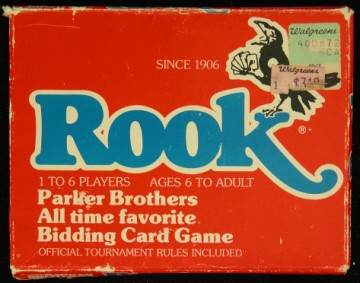 Walgreens
SINCE 1906
Walgreens
Rook®
1 TO 6 PLAYERS AGES 6 TO ADULT
Parker Brothers
All time favorite
Bidding Card Game
OFFICIAL TOURNAMENT RULES INCLUDED